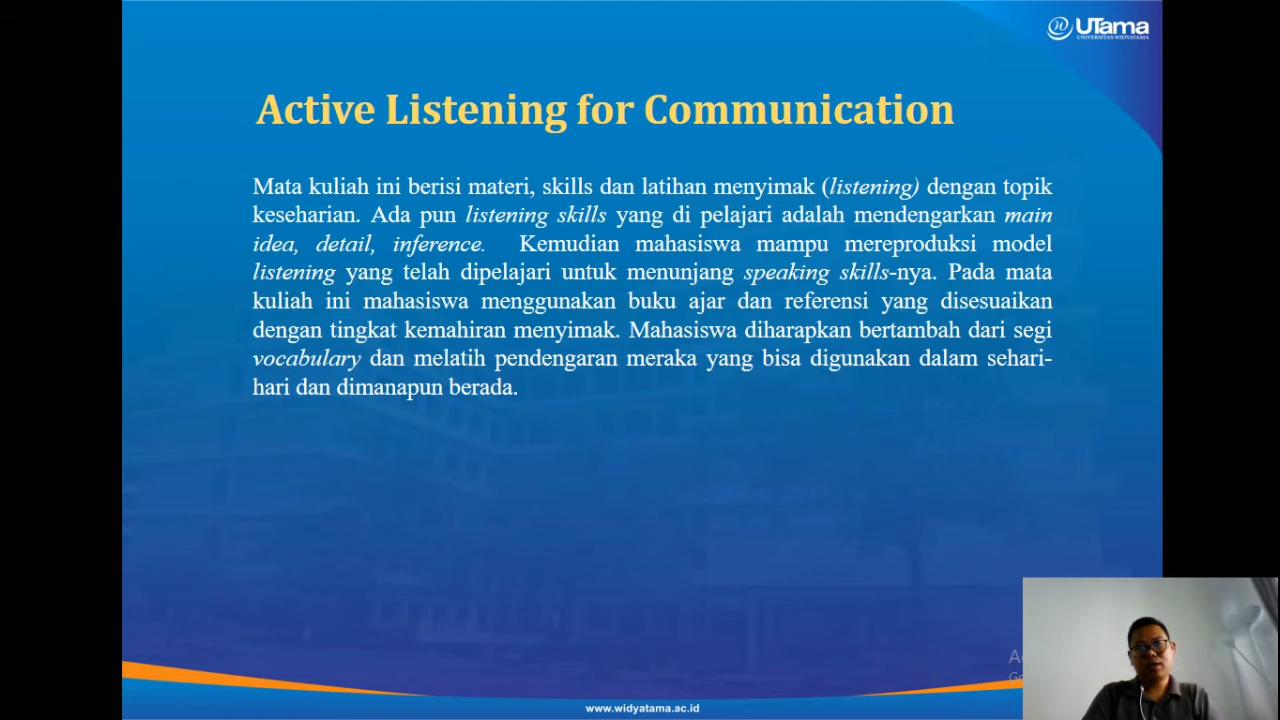 UTama
UNIVERSITAS WIDYATAMA
Active Listening for Communication
Mata kuliah ini berisi materi, skills dan latihan menyimak (listening) dengan topik
keseharian. Ada pun listening skills yang di pelajari adalah mendengarkan main
idea, detail, inference. Kemudian mahasiswa mampu mereproduksi model
listening yang telah dipelajari untuk menunjang speaking skills-nya. Pada mata
kuliah ini mahasiswa menggunakan buku ajar dan referensi yang disesuaikan
dengan tingkat kemahiran menyimak. Mahasiswa diharapkan bertambah dari segi
vocabulary dan melatih pendengaran meraka yang bisa digunakan dalam sehari-
hari dan dimanapun berada.
www.widyatama.ac.id